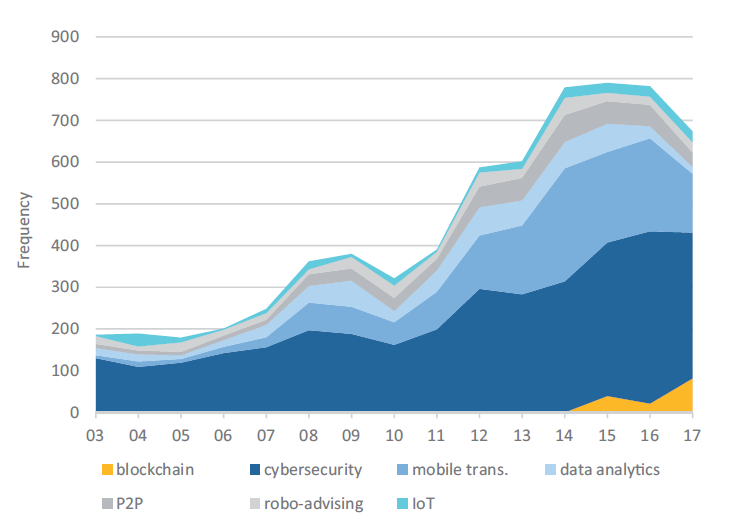 900
800
700
600
500
400
300
200
100
0
Frequency
03 04 05 06 07 08 09 10 11 12 13 14 15 16 17
blockchain cybersecurity mobile trans. data analytics
P2P robo-advising IoT